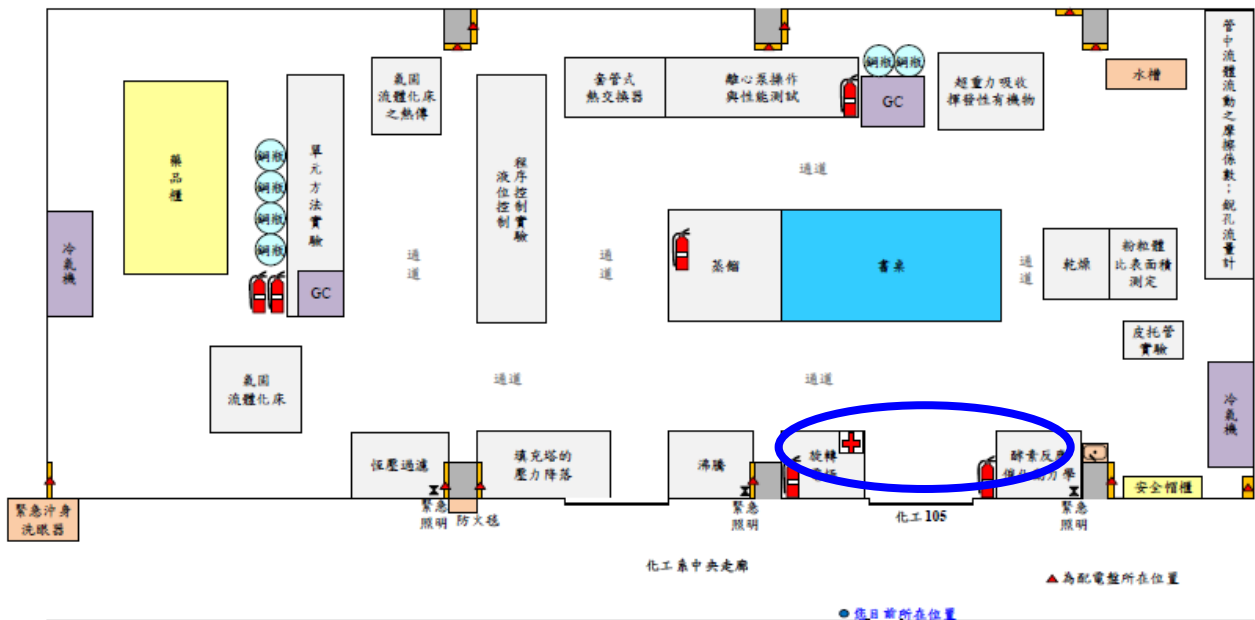 管中流體流動之摩擦係數；銳孔流量計
水槽
氣固
流體化床
之熱傳
套管式
熱交換器
離心泵操作
與性能測試
鋼瓶
鋼瓶
GC
超重力吸收
揮發性有機物
藥品櫃
鋼瓶
鋼瓶
鋼瓶
鋼瓶
單元方法實驗
GC
程序控制實驗
液位控制
通道
冷氣機
通道
通道
蒸餾
書桌
通道
乾燥
粉粒體
比表面積
測定
皮托管
實驗
氣固
流體化床
通道
通道
冷氣機
恆壓過濾
填充塔的
壓力降落
沸騰
旋轉
酵素反應
力學
安全帽櫃
緊急沖身
洗眼器
緊急
照明
防火毯
緊急
照明
化工105
緊急
照明
化工系中央走廊
為配電盤所在位置
您目前所在位置